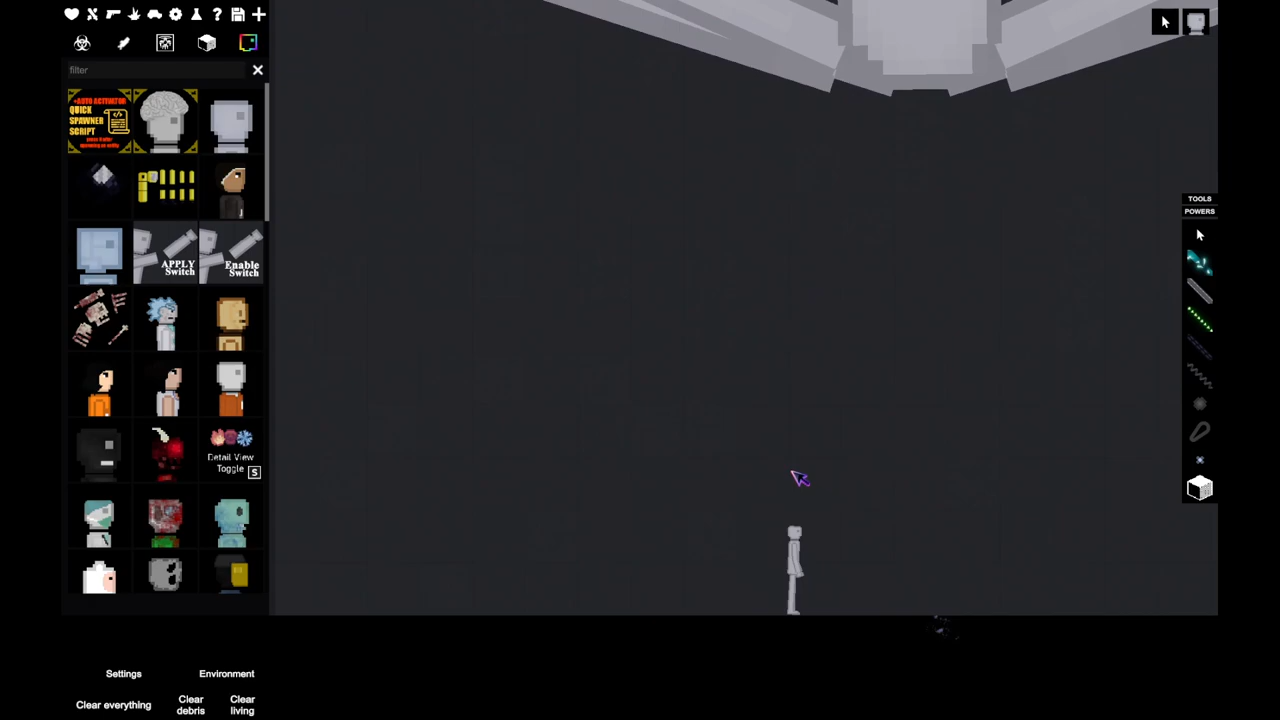 ?
filter
+AUTO ACTIVATOR
QUICK
SPAWNER
SCRIPT
APPLY
Switch
Enable
Switch
Detail View
Toggle
S
TOOLS
POWERS
Settings
Environment
Clear everything
Clear
debris
Clear
living